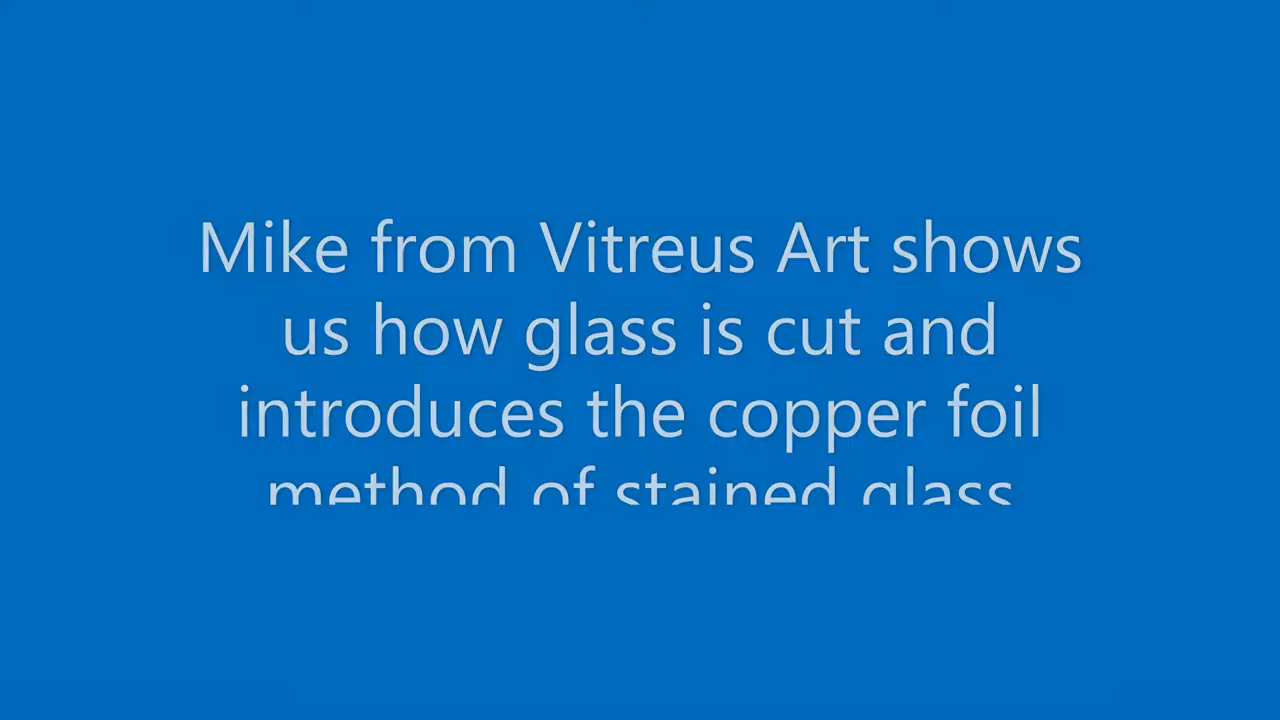 Mike from Vitreus Art shows
us how glass is cut and
introduces the copper foil
method of stained glass